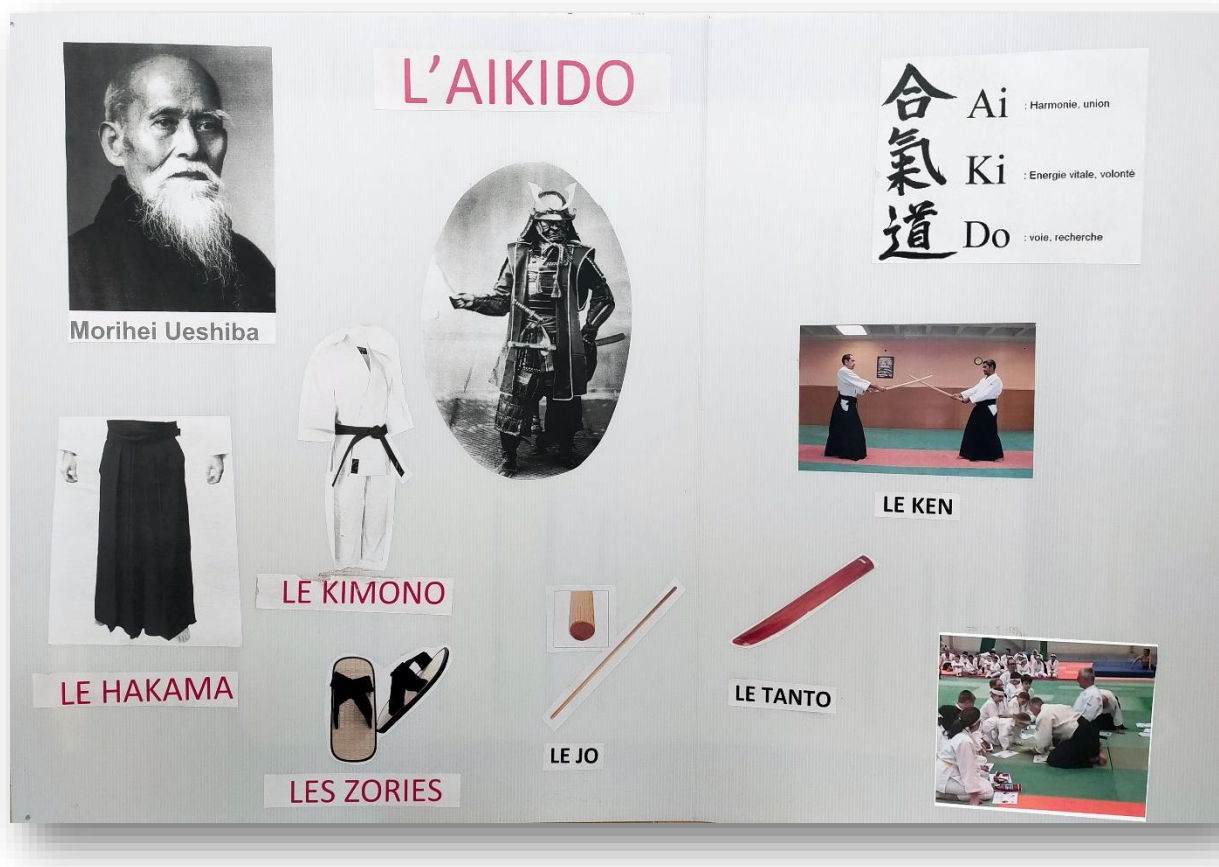 L'AIKIDO
合 Ai : Harmonie, union
氣 Ki : Energie vitale, volonté
道 Do : voie, recherche
Morihei Ueshiba
LE KEN
LE KIMONO
LE HAKAMA
LE TANTO
LE JO
LES ZORIES